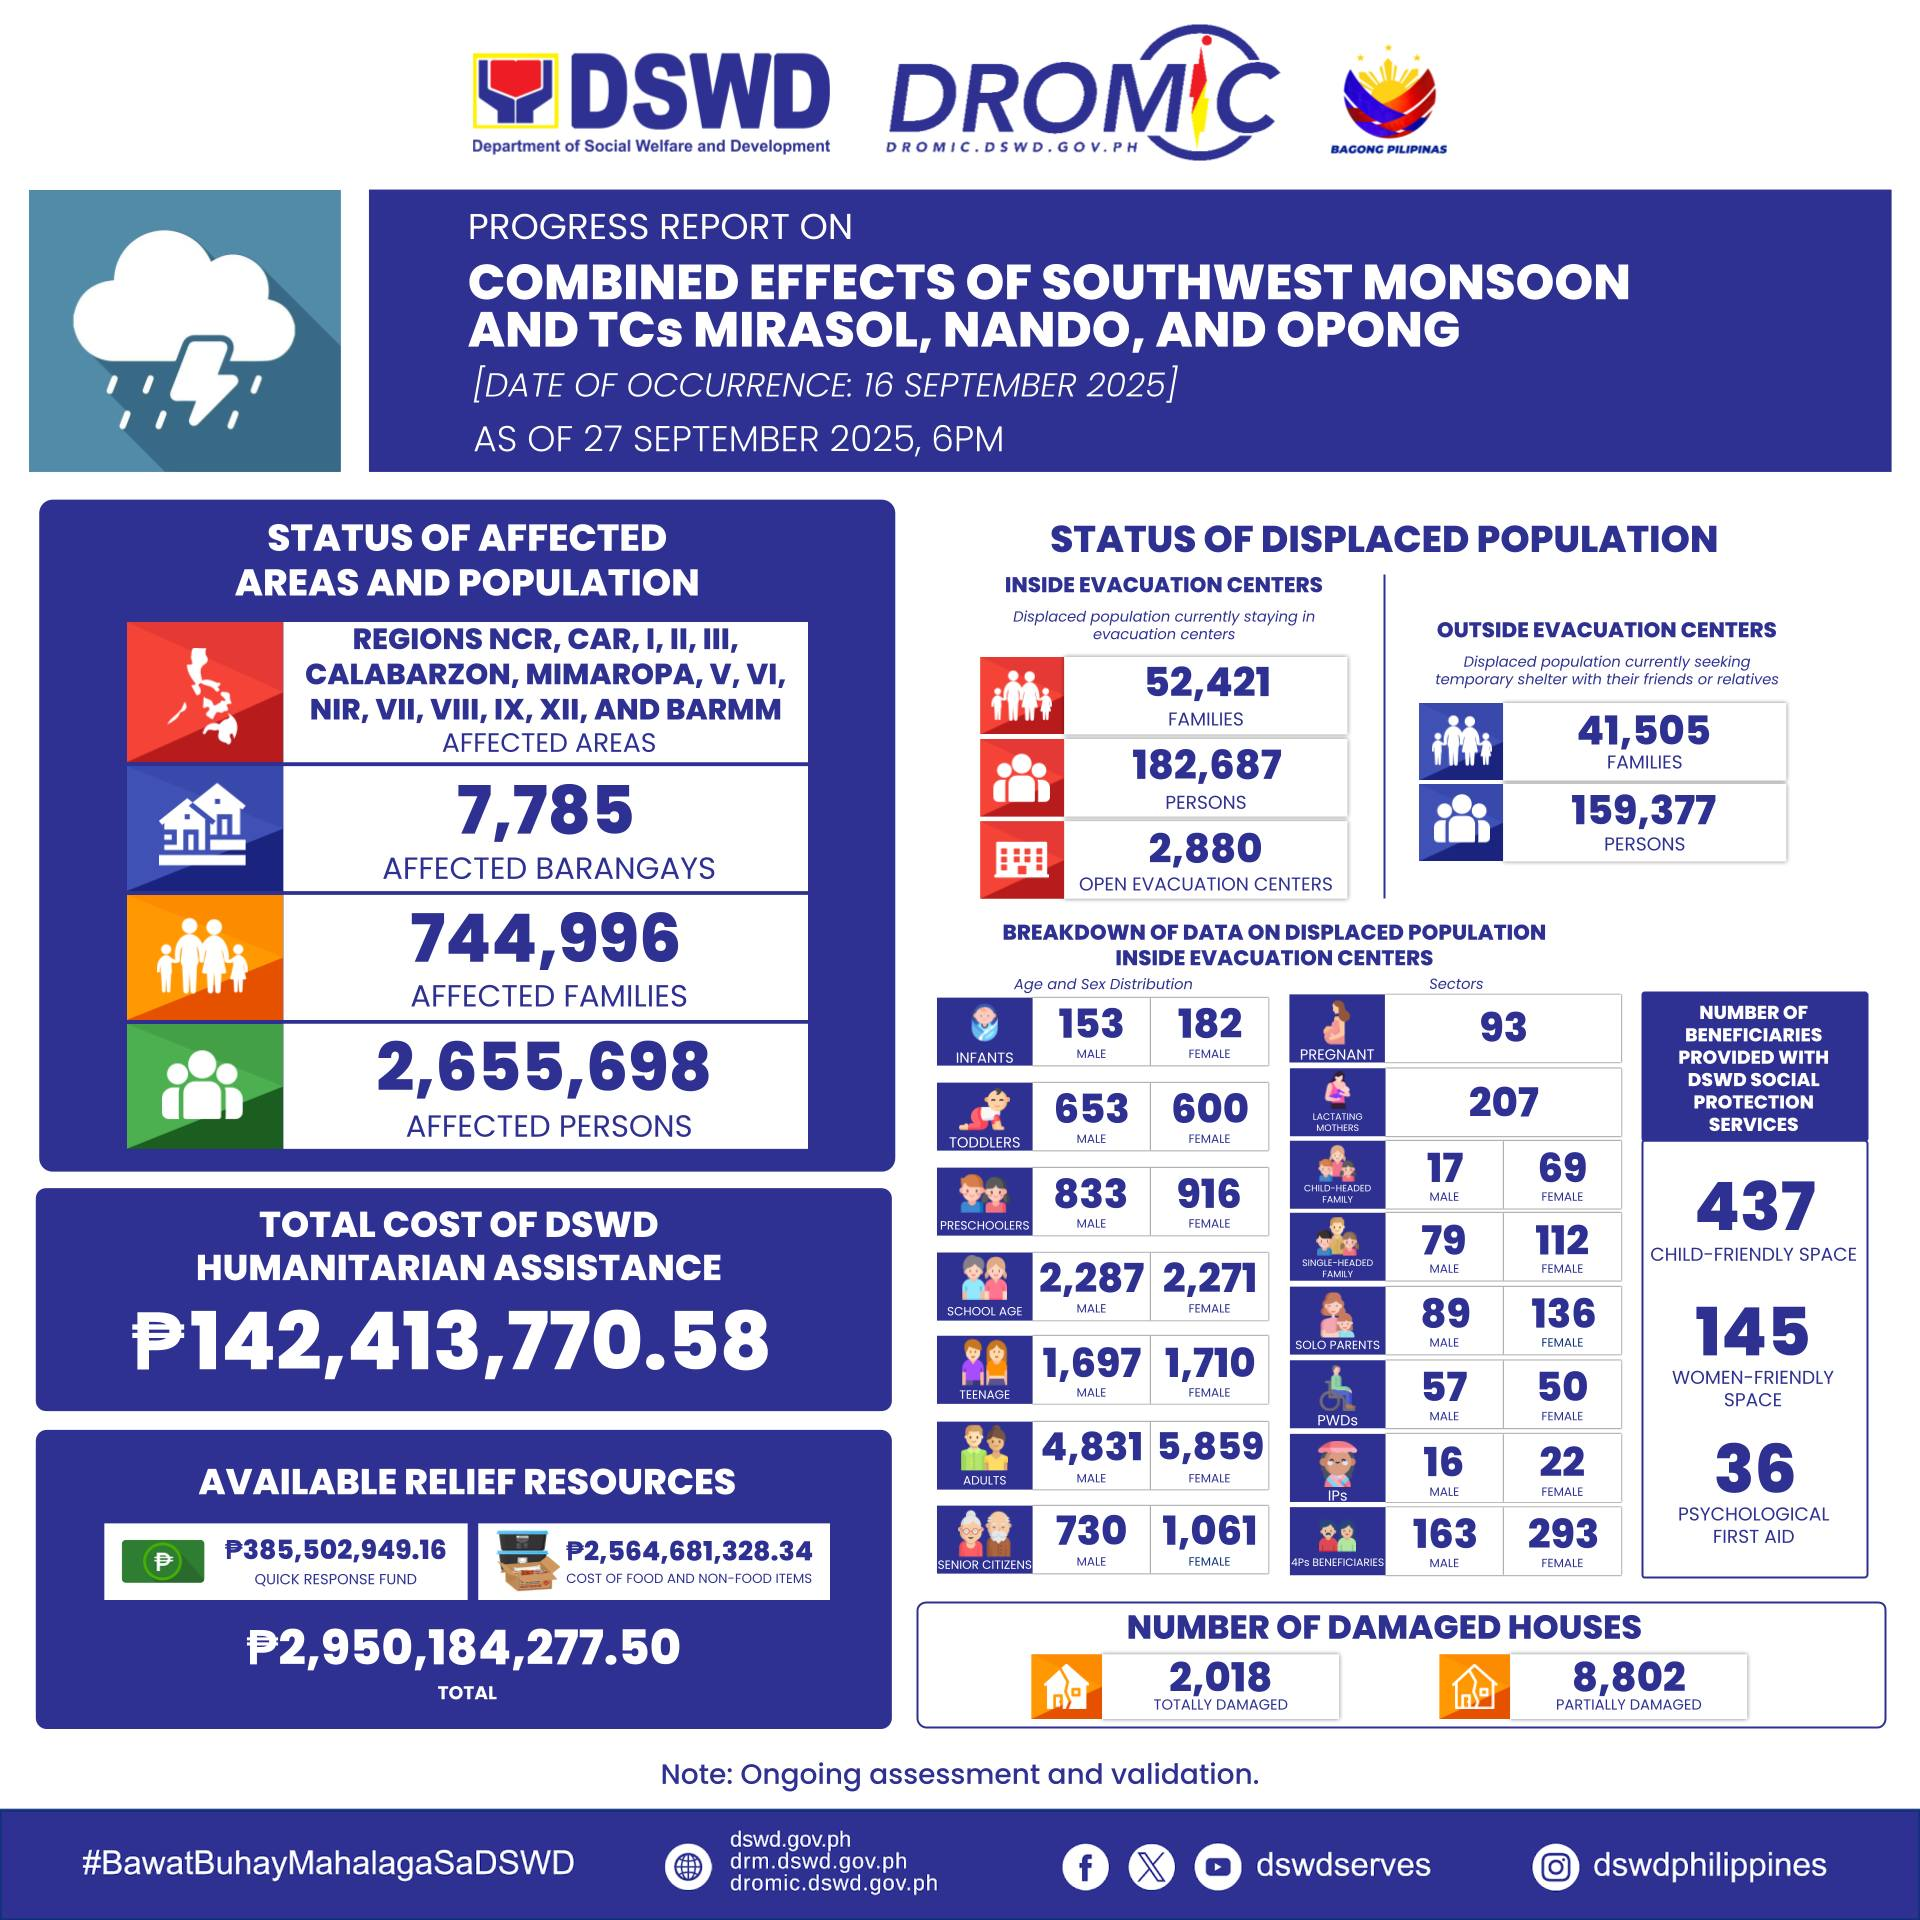 DSWD
Department of Social Welfare and Development
DROMIC
DROMIC.DSWD.GOV.PH
BAGONG PILIPINAS
PROGRESS REPORT ON
COMBINED EFFECTS OF SOUTHWEST MONSOON
AND TCs MIRASOL, NANDO, AND OPONG
[DATE OF OCCURRENCE: 16 SEPTEMBER 2025]
AS OF 27 SEPTEMBER 2025, 6PM
STATUS OF AFFECTED
AREAS AND POPULATION
REGIONS NCR, CAR, I, II, III,
CALABARZON, MIMAROPA, V, VI,
NIR, VII, VIII, IX, XII, AND BARMM
AFFECTED AREAS
7,785
AFFECTED BARANGAYS
744,996
AFFECTED FAMILIES
2,655,698
AFFECTED PERSONS
TOTAL COST OF DSWD
HUMANITARIAN ASSISTANCE
₱142,413,770.58
AVAILABLE RELIEF RESOURCES
₱
₱385,502,949.16
QUICK RESPONSE FUND
₱2,564,681,328.34
COST OF FOOD AND NON-FOOD ITEMS
₱2,950,184,277.50
TOTAL
STATUS OF DISPLACED POPULATION
INSIDE EVACUATION CENTERS
Displaced population currently staying in
evacuation centers
52,421
FAMILIES
182,687
PERSONS
2,880
OPEN EVACUATION CENTERS
OUTSIDE EVACUATION CENTERS
Displaced population currently seeking
temporary shelter with their friends or relatives
41,505
FAMILIES
159,377
PERSONS
BREAKDOWN OF DATA ON DISPLACED POPULATION
INSIDE EVACUATION CENTERS
Age and Sex Distribution
INFANTS
153 182
MALE FEMALE
TODDLERS
653 600
MALE FEMALE
PRESCHOOLERS
833 916
MALE FEMALE
SCHOOL AGE
2,287 2,271
MALE FEMALE
TEENAGE
1,697 1,710
MALE FEMALE
ADULTS
4,831 5,859
MALE FEMALE
SENIOR CITIZENS
730 1,061
MALE FEMALE
Sectors
PREGNANT
93
LACTATING
MOTHERS
207
CHILD-HEADED
FAMILY
17 69
MALE FEMALE
SINGLE-HEADED
FAMILY
79 112
MALE FEMALE
SOLO PARENTS
89 136
MALE FEMALE
PWDs
57 50
MALE FEMALE
IPs
16 22
MALE FEMALE
4Ps BENEFICIARIES
163 293
MALE FEMALE
NUMBER OF
BENEFICIARIES
PROVIDED WITH
DSWD SOCIAL
PROTECTION
SERVICES
437
CHILD-FRIENDLY SPACE
145
WOMEN-FRIENDLY
SPACE
36
PSYCHOLOGICAL
FIRST AID
NUMBER OF DAMAGED HOUSES
2,018
TOTALLY DAMAGED
8,802
PARTIALLY DAMAGED
Note: Ongoing assessment and validation.
#BawatBuhayMahalagaSaDSWD
dswd.gov.ph
drm.dswd.gov.ph
dromic.dswd.gov.ph
dswdserves
dswdphilippines